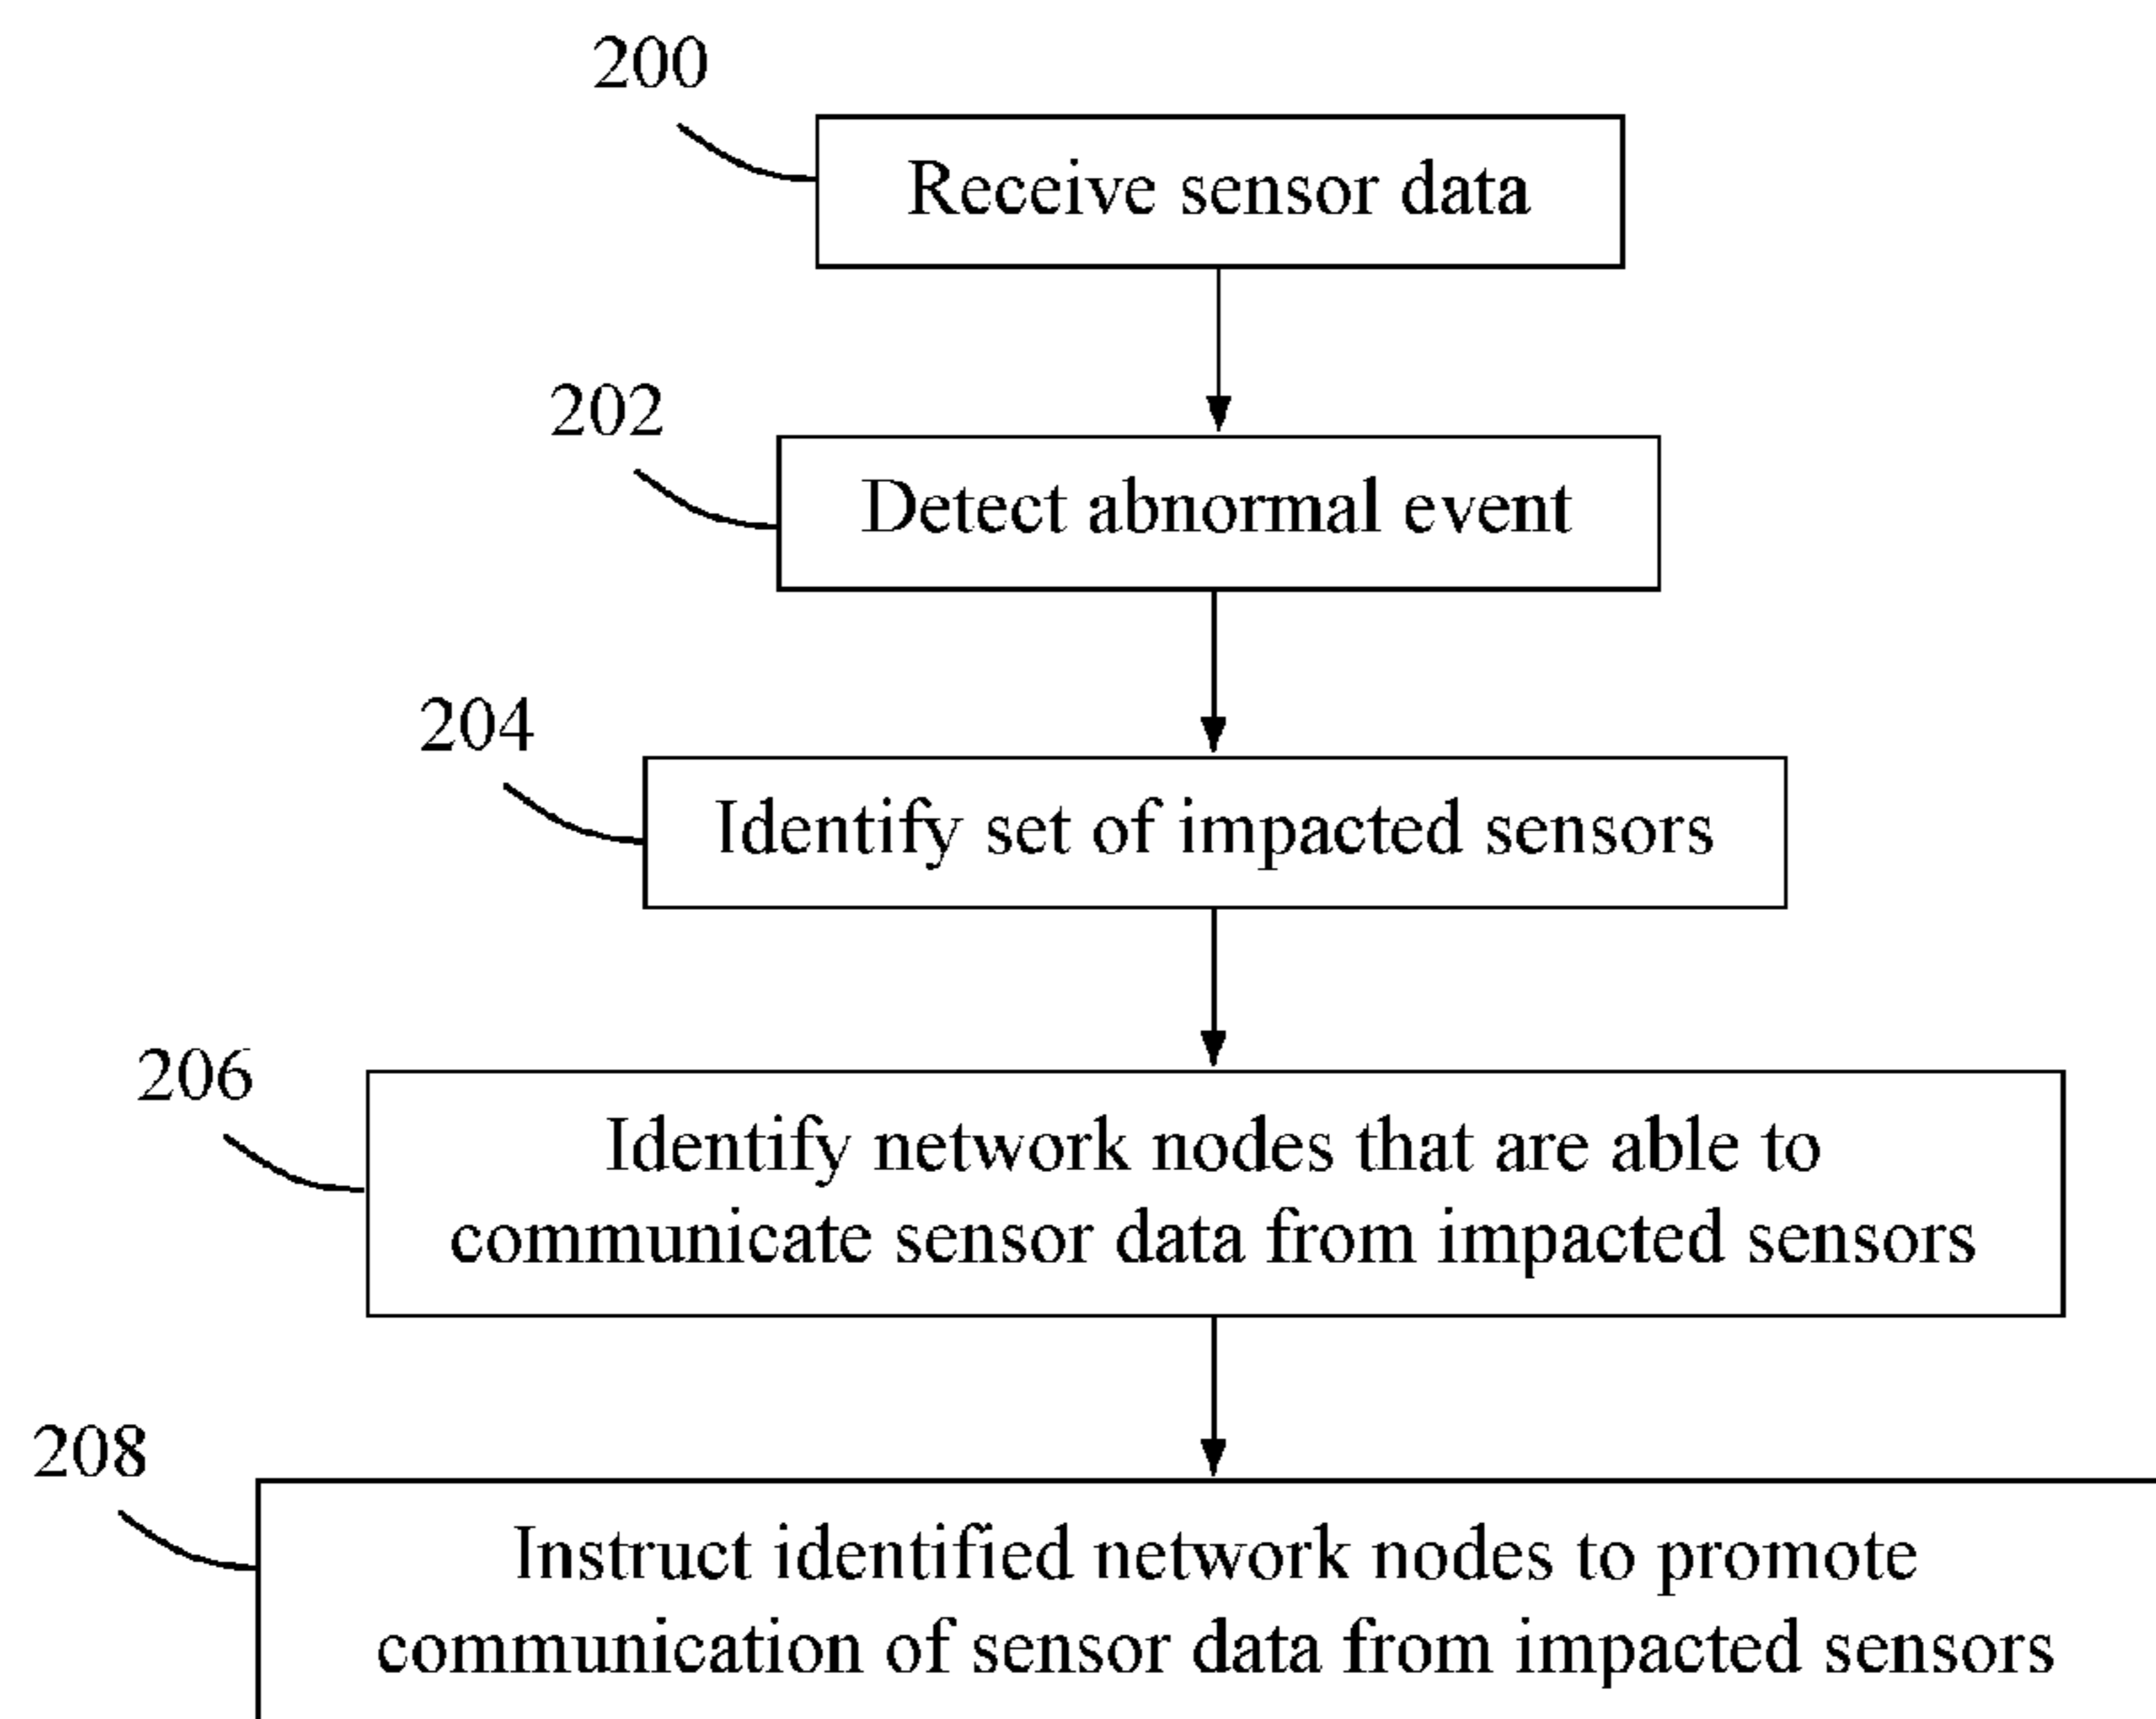 200
Receive sensor data
202
Detect abnormal event
204
Identify set of impacted sensors
206
Identify network nodes that are able to
communicate sensor data from impacted sensors
208
Instruct identified network nodes to promote
communication of sensor data from impacted sensors